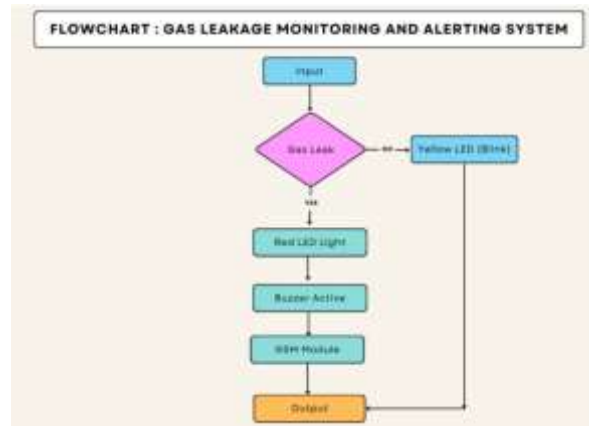 FLOWCHART : GAS LEAKAGE MONITORING AND ALERTING SYSTEM
Input
Gas Leak
NO
Yellow LED (Blink)
YES
Red LED Light
Buzzer Active
GSM Module
Output